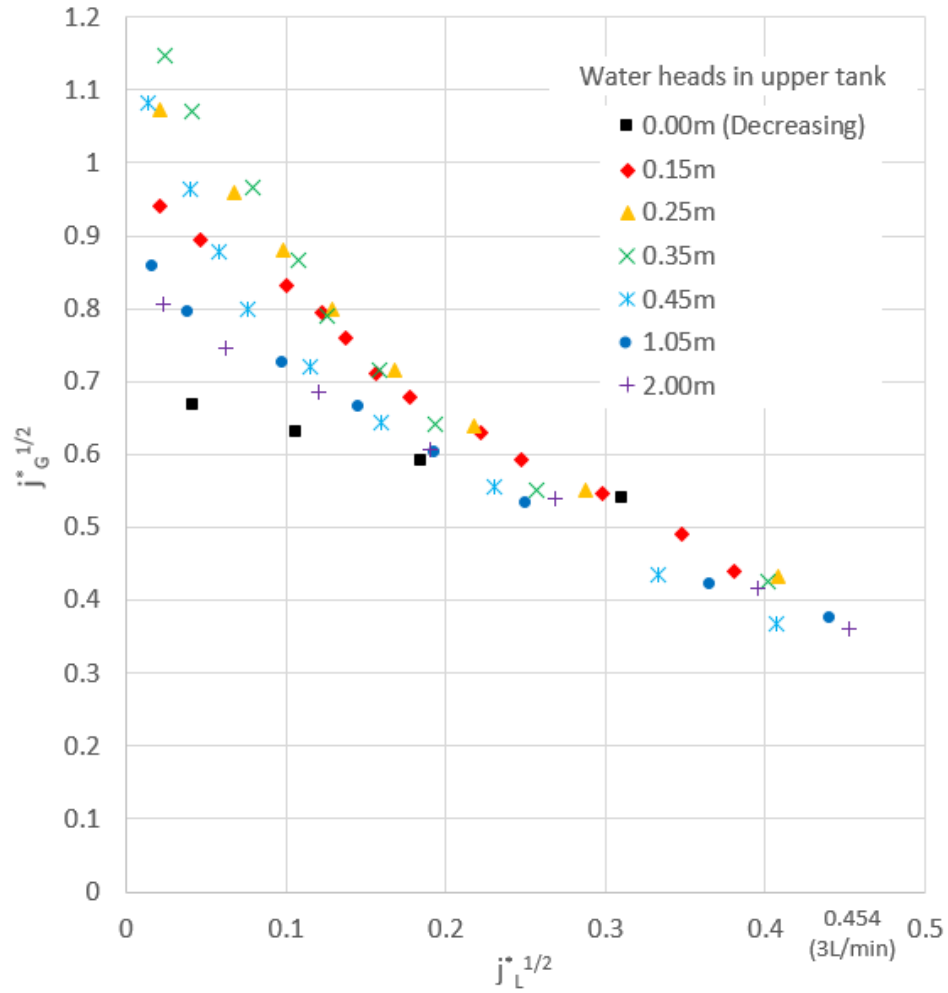 1.2
1.1
1
0.9
0.8
0.7
0.6
0.5
0.4
0.3
0.2
0.1
0
j*G1/2
Water heads in upper tank
0.00m (Decreasing)
0.15m
0.25m
0.35m
0.45m
1.05m
2.00m
0 0.1 0.2 0.3 0.4 0.454 0.5
(3L/min)
j*L1/2